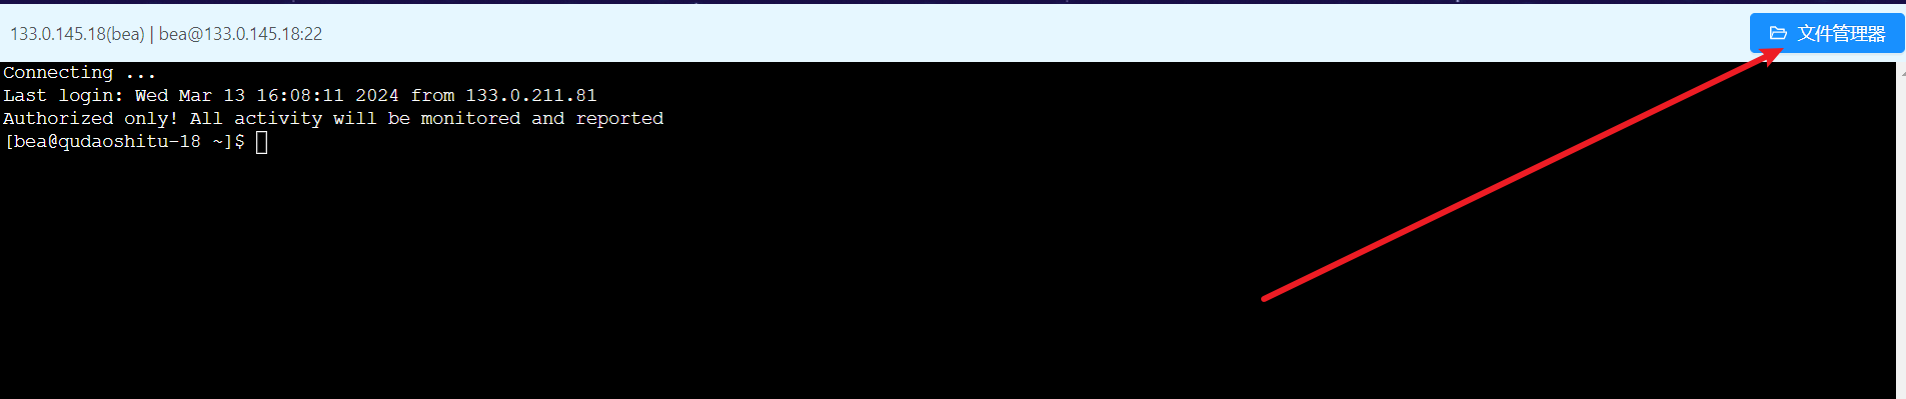 133.0.145.18(bea) | bea@133.0.145.18:22
文件管理器
Connecting ...
Last login: Wed Mar 13 16:08:11 2024 from 133.0.211.81
Authorized only! All activity will be monitored and reported
[bea@qudaoshitu-18 ~]$